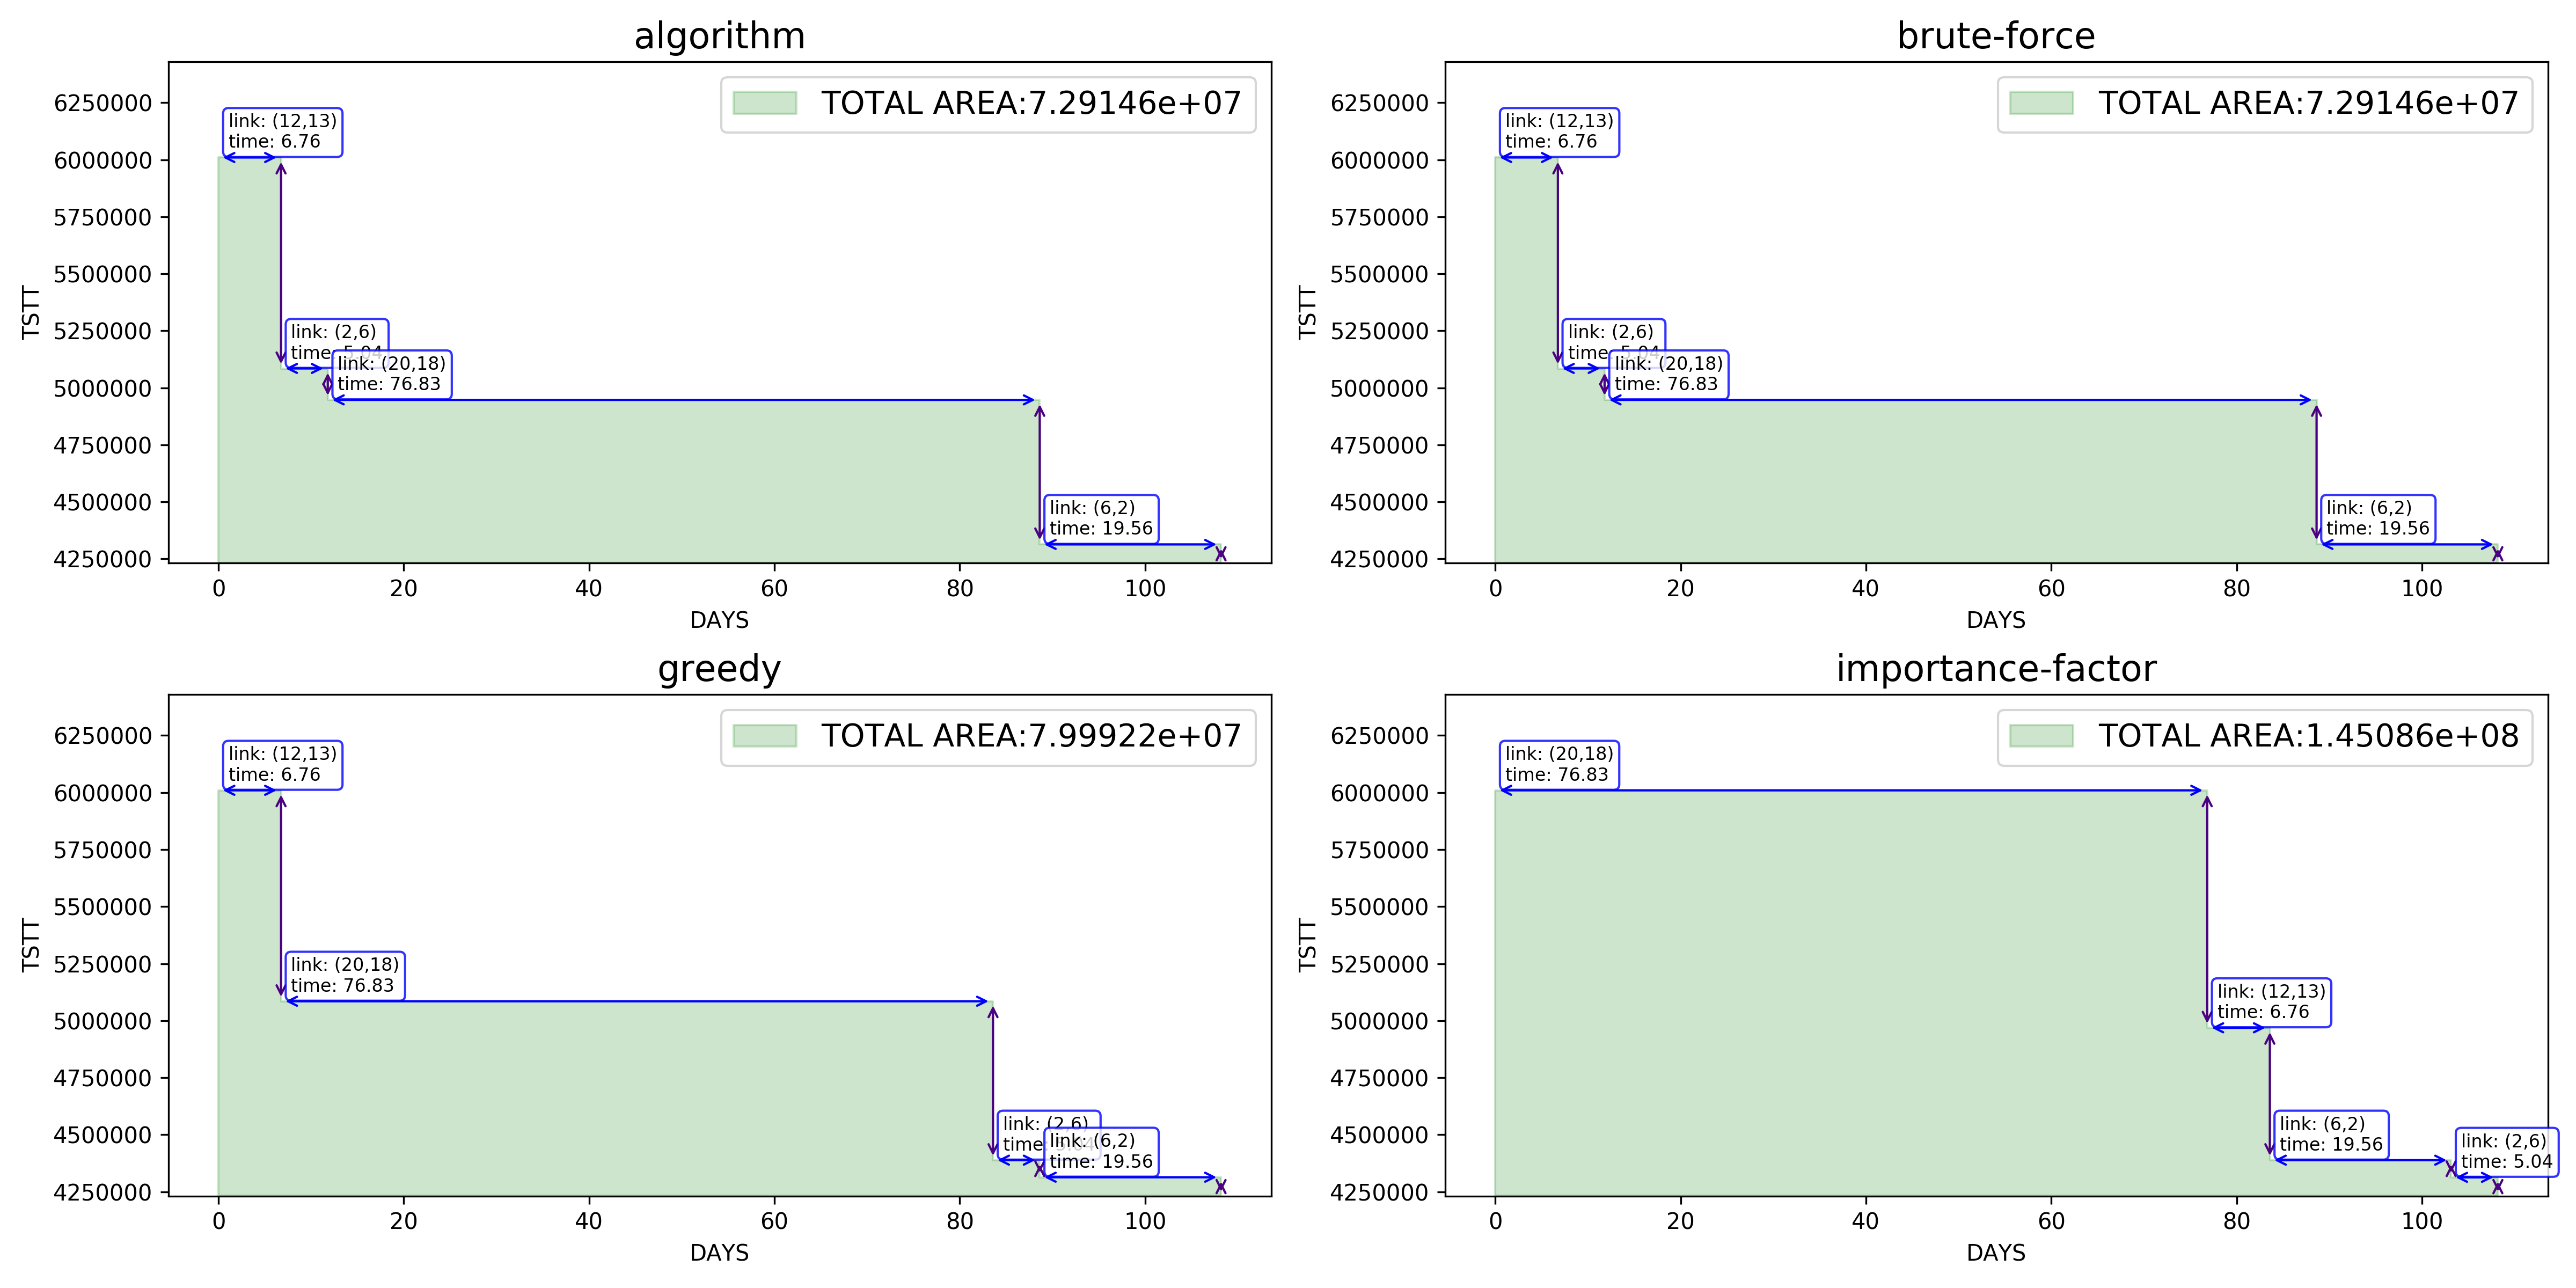 algorithm
TOTAL AREA:7.29146e+07
6250000
6000000
5750000
5500000
5250000
5000000
4750000
4500000
4250000
TSTT
link: (12,13)
time: 6.76
link: (2,6)
time: 5.04
link: (20,18)
time: 76.83
link: (6,2)
time: 19.56
0 20 40 60 80 100
DAYS
brute-force
TOTAL AREA:7.29146e+07
6250000
6000000
5750000
5500000
5250000
5000000
4750000
4500000
4250000
TSTT
link: (12,13)
time: 6.76
link: (2,6)
time: 5.04
link: (20,18)
time: 76.83
link: (6,2)
time: 19.56
0 20 40 60 80 100
DAYS
greedy
TOTAL AREA:7.99922e+07
6250000
6000000
5750000
5500000
5250000
5000000
4750000
4500000
4250000
TSTT
link: (12,13)
time: 6.76
link: (20,18)
time: 76.83
link: (2,6)
time: 5.04
link: (6,2)
time: 19.56
0 20 40 60 80 100
DAYS
importance-factor
TOTAL AREA:1.45086e+08
6250000
6000000
5750000
5500000
5250000
5000000
4750000
4500000
4250000
TSTT
link: (20,18)
time: 76.83
link: (12,13)
time: 6.76
link: (6,2)
time: 19.56
link: (2,6)
time: 5.04
0 20 40 60 80 100
DAYS